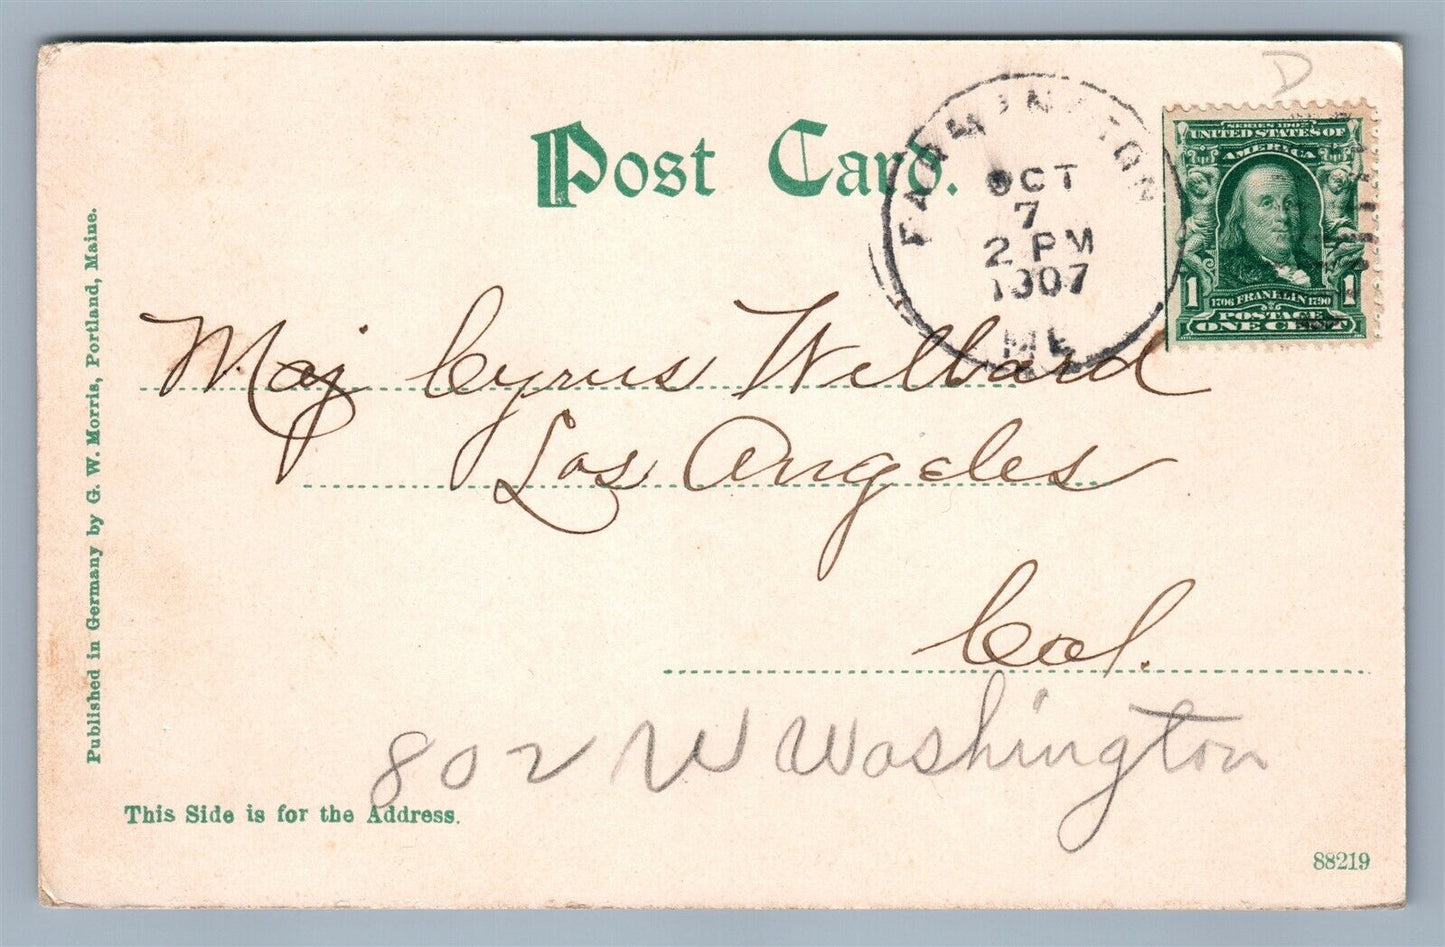 D
Post Card.
FARMINGTON
OCT
7
2 PM
1907
ME
SERIES 1902
UNITED STATES OF
AMERICA
1 1
1706 FRANKLIN 1790
POSTAGE
ONE CENT
Maj Cyrus Willard
Los Angeles
Cal.
802 W Washington
This Side is for the Address.
88219
Published in Germany by G. W. Morris, Portland, Maine.